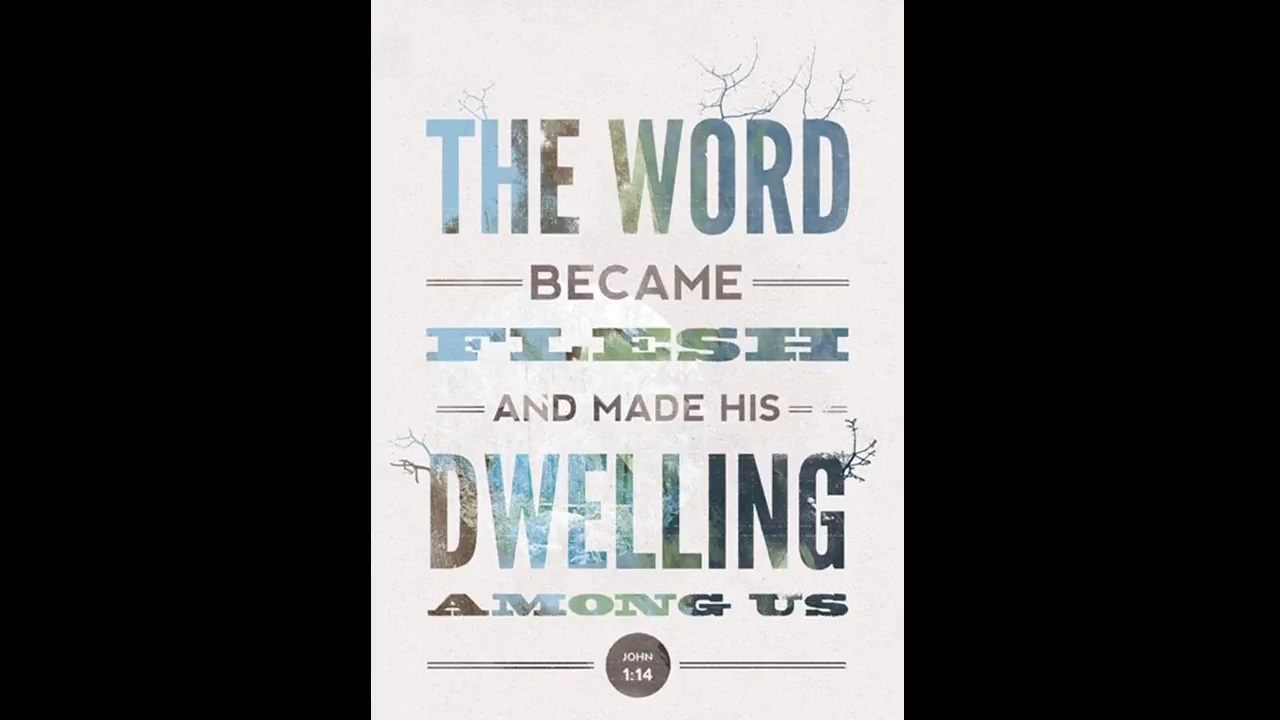 THE WORD
BECAME
FLESH
AND MADE HIS
DWELLING
AMONG US
JOHN
1:14